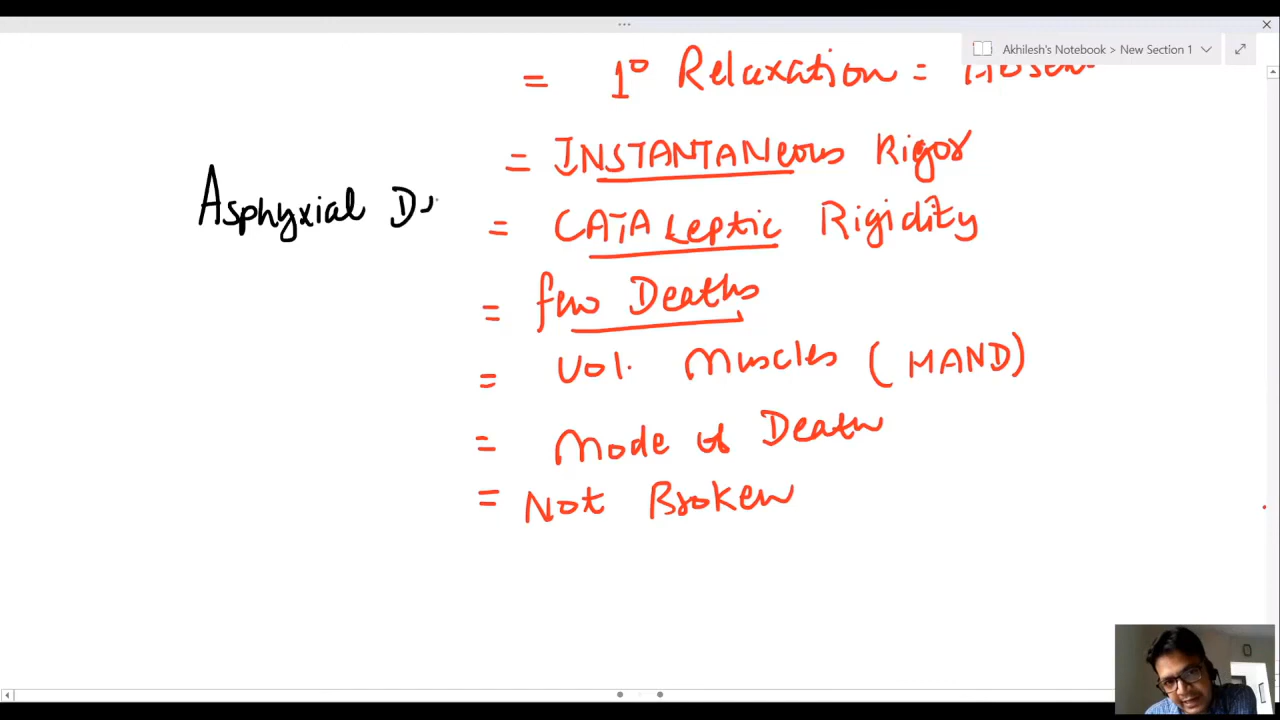 Akhilesh's Notebook > New Section 1
= 1° Relaxation =
= INSTANTANeous Rigor
Asphyxial
= CATAleptic Rigidity
= few Deaths
= Vol. Muscles (HAND)
= Mode of Death
= Not Broken